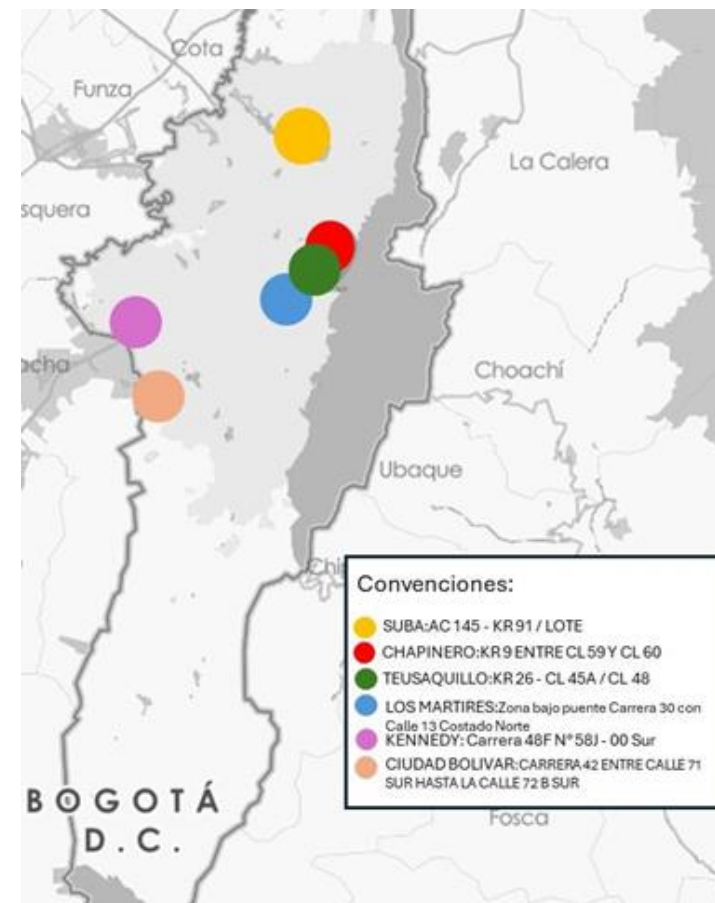 Cota
Funza
La Calera
squera
acha
Choachí
Ubaque
Chi
Convenciones:
SUBA:AC 145 - KR 91 / LOTE
CHAPINERO:KR 9 ENTRE CL 59 Y CL 60
TEUSAQUILLO:KR 26 - CL 45A / CL 48
LOS MARTIRES:Zona bajo puente Carrera 30 con
Calle 13 Costado Norte
KENNEDY: Carrera 48F N° 58J - 00 Sur
CIUDAD BOLIVAR:CARRERA 42 ENTRE CALLE 71
SUR HASTA LA CALLE 72 B SUR
BOGOTÁ
D.C.
Fosca